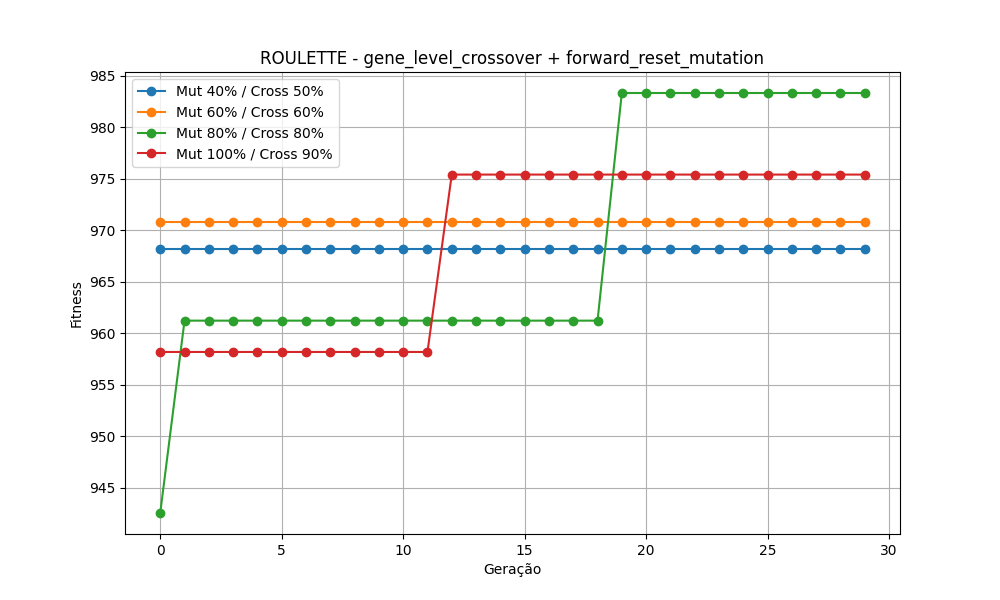 ROULETTE - gene_level_crossover + forward_reset_mutation
Mut 40% / Cross 50%
Mut 60% / Cross 60%
Mut 80% / Cross 80%
Mut 100% / Cross 90%
985
980
975
970
965
960
955
950
945
Fitness
0 5 10 15 20 25 30
Geração